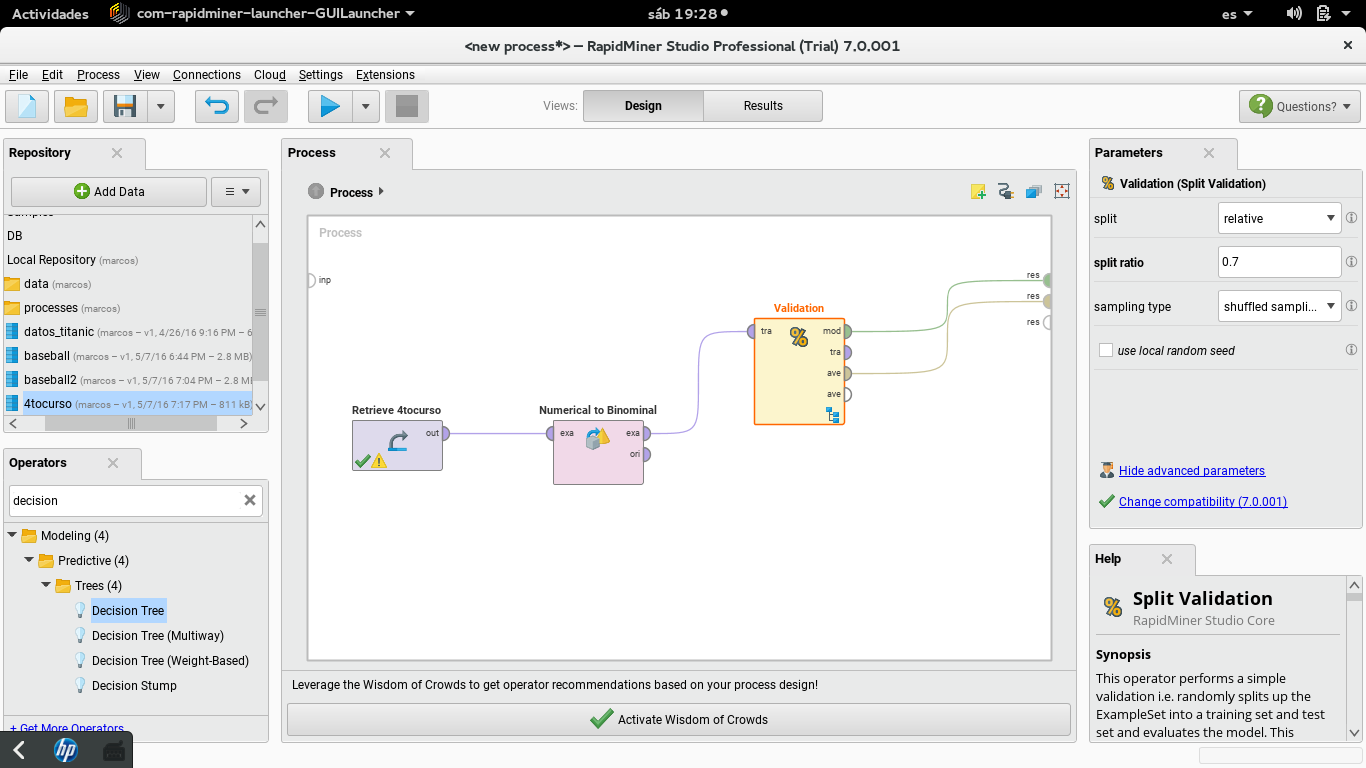 Actividades com-rapidminer-launcher-GUILauncher sáb 19:28 es
<new process*> – RapidMiner Studio Professional (Trial) 7.0.001
File Edit Process View Connections Cloud Settings Extensions
Views: Design Results Questions?
Repository
Add Data
Samples
DB
Local Repository (marcos)
data (marcos)
processes (marcos)
datos_titanic (marcos – v1, 4/26/16 9:16 PM – 6
baseball (marcos – v1, 5/7/16 6:44 PM – 2.8 MB)
baseball2 (marcos – v1, 5/7/16 7:04 PM – 2.8 MB
4tocurso (marcos – v1, 5/7/16 7:17 PM – 811 kB)
Operators
decision
Modeling (4)
Predictive (4)
Trees (4)
Decision Tree
Decision Tree (Multiway)
Decision Tree (Weight-Based)
Decision Stump
+ Get More Operators
hp
Process
Process
Process
inp
Retrieve 4tocurso
out
Numerical to Binominal
exa exa
ori
Validation
tra mod
tra
ave
ave
res
res
res
Leverage the Wisdom of Crowds to get operator recommendations based on your process design!
Activate Wisdom of Crowds
Parameters
Validation (Split Validation)
split relative
split ratio 0.7
sampling type shuffled sampli...
use local random seed
Hide advanced parameters
Change compatibility (7.0.001)
Help
Split Validation
RapidMiner Studio Core
Synopsis
This operator performs a simple
validation i.e. randomly splits up the
ExampleSet into a training set and test
set and evaluates the model. This